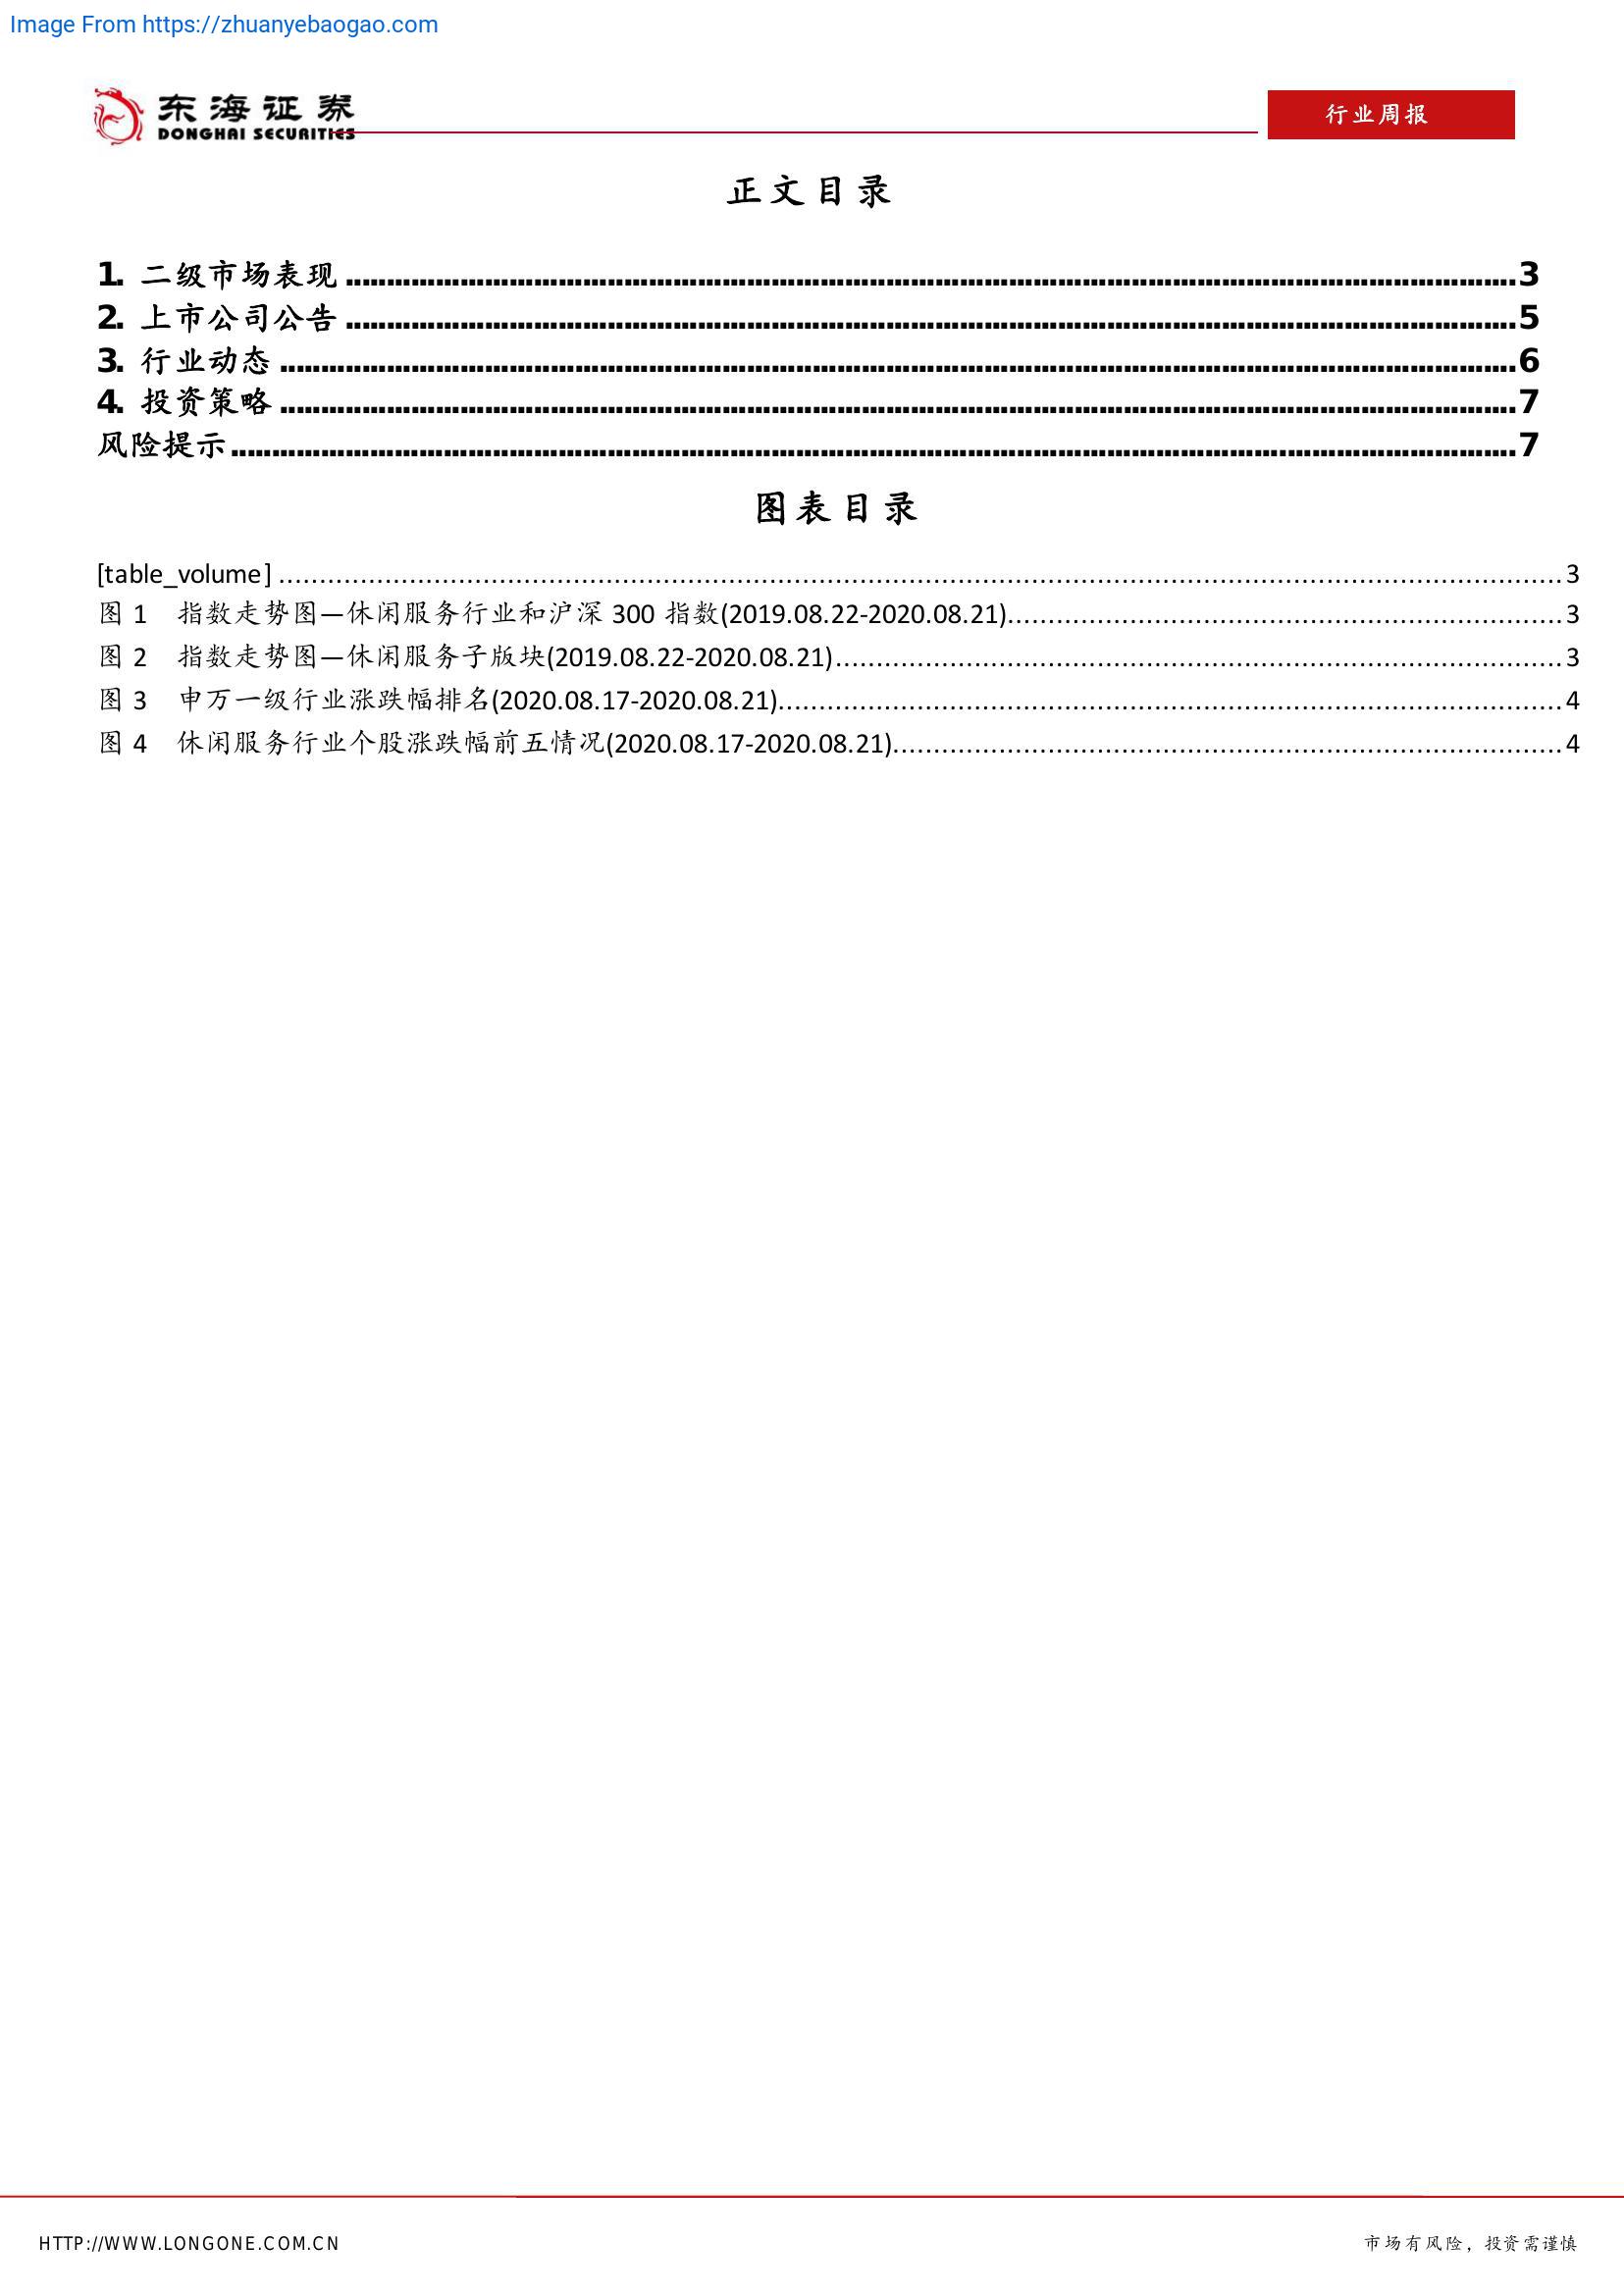 Image From https://zhuanyebaogao.com
东海证券
DONGHAI SECURITIES
行业周报
正文目录
1. 二级市场表现 ........................................ 3
2. 上市公司公告 ........................................ 5
3. 行业动态 ........................................ 6
4. 投资策略 ........................................ 7
风险提示 ........................................ 7
图表目录
[table_volume] ........................................ 3
图 1 指数走势图—休闲服务行业和沪深 300 指数(2019.08.22-2020.08.21) ........................................ 3
图 2 指数走势图—休闲服务子版块(2019.08.22-2020.08.21) ........................................ 3
图 3 申万一级行业涨跌幅排名(2020.08.17-2020.08.21) ........................................ 4
图 4 休闲服务行业个股涨跌幅前五情况(2020.08.17-2020.08.21) ........................................ 4
HTTP://WWW.LONGONE.COM.CN
市场有风险，投资需谨慎